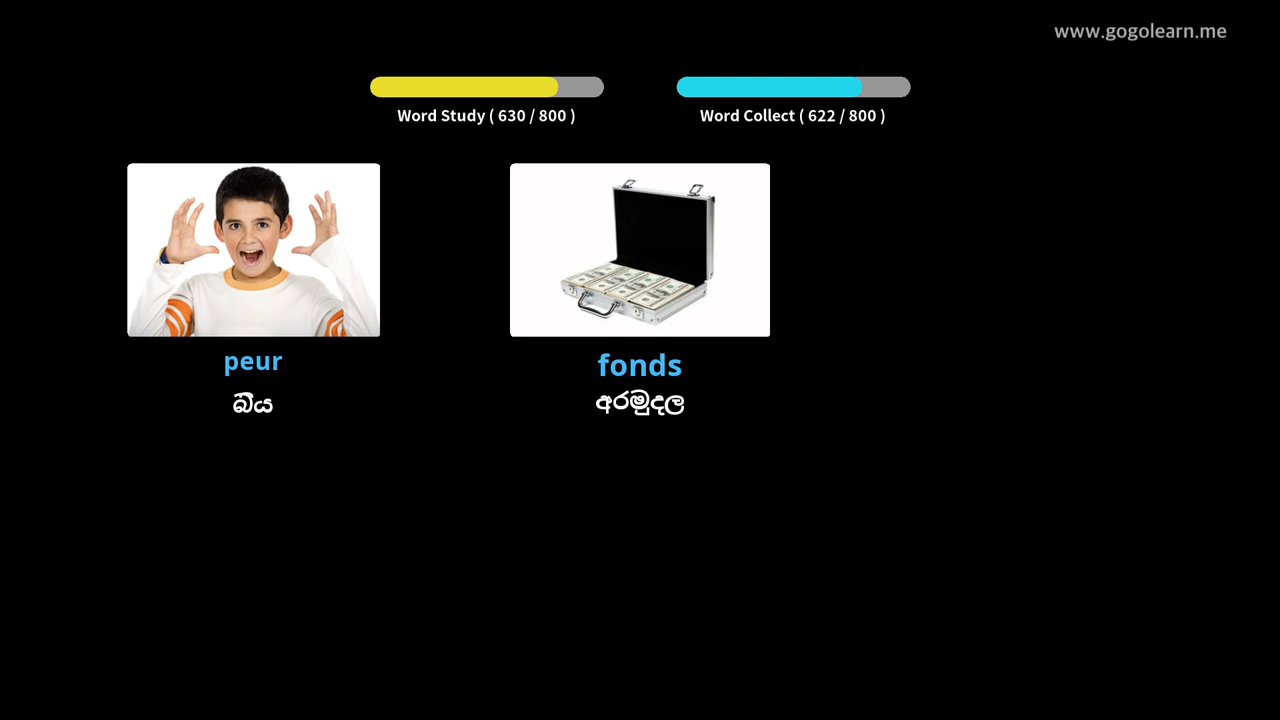 www.gogolearn.me
Word Study ( 630 / 800 )
Word Collect ( 622 / 800 )
peur
බිය
fonds
අරමුදල